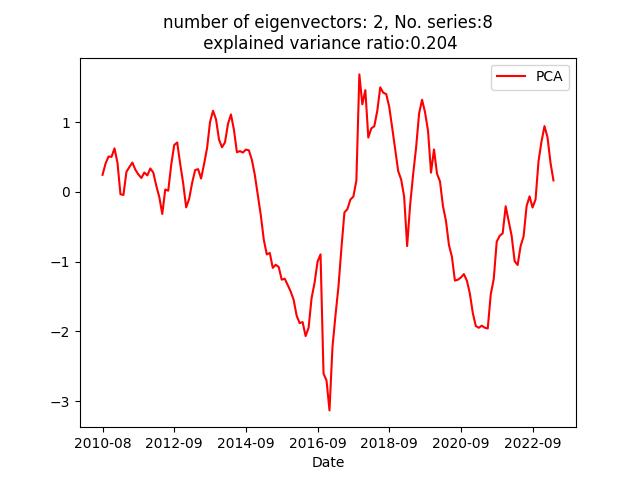 number of eigenvectors: 2, No. series:8
explained variance ratio:0.204
PCA
1
0
−1
−2
−3
2010-08 2012-09 2014-09 2016-09 2018-09 2020-09 2022-09
Date